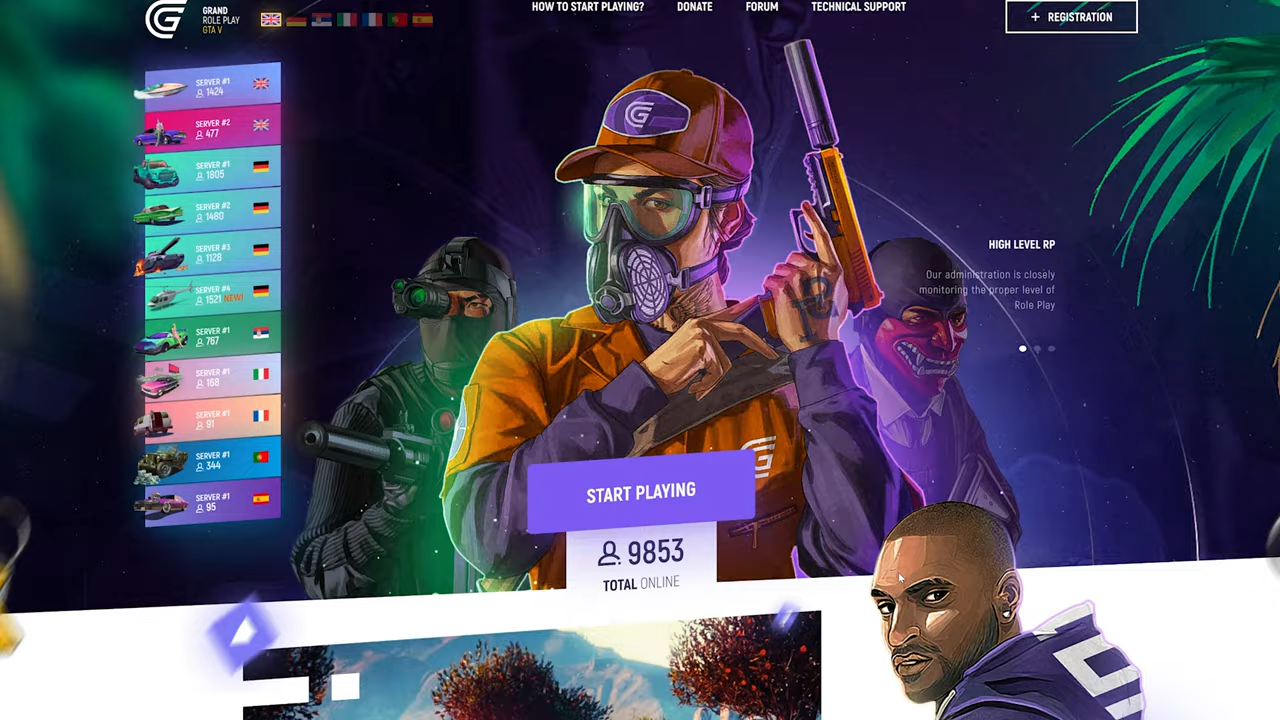 GRAND
ROLE PLAY
GTA V
HOW TO START PLAYING?
DONATE
FORUM
TECHNICAL SUPPORT
+ REGISTRATION
SERVER #1
1424
SERVER #2
477
SERVER #1
1805
SERVER #2
1480
SERVER #3
1128
SERVER #4
1521 NEW!
SERVER #1
767
SERVER #1
168
SERVER #1
91
SERVER #1
344
SERVER #1
95
HIGH LEVEL RP
Our administration is closely
monitoring the proper level of
Role Play
START PLAYING
9853
TOTAL ONLINE